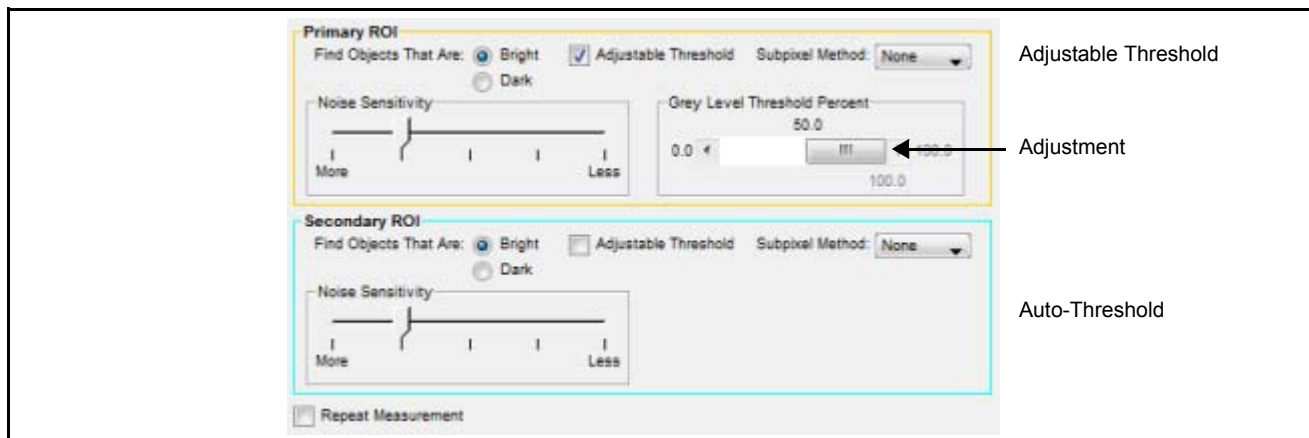 Primary ROI
Find Objects That Are: Bright Adjustable Threshold Subpixel Method: None Adjustable Threshold
Dark
Noise Sensitivity Grey Level Threshold Percent
50.0
0.0 100.0 Adjustment
More Less
100.0
Secondary ROI
Find Objects That Are: Bright Adjustable Threshold Subpixel Method: None
Dark
Noise Sensitivity
Auto-Threshold
More Less
Repeat Measurement